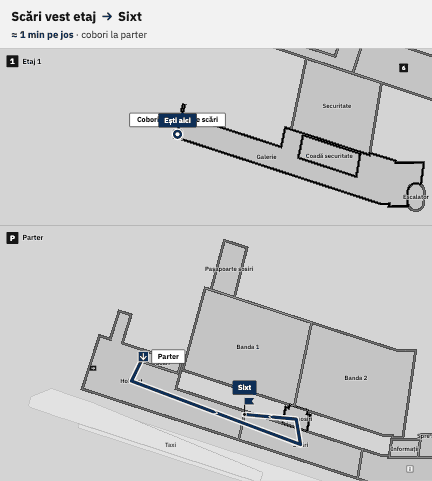 Scări vest etaj → Sixt
≈ 1 min pe jos · cobori la parter
1 Etaj 1
6
Securitate
Ești aici
scări
Galerie
Coadă securitate
Escalator
P Parter
Pașapoarte sosiri
Banda 1
Parter
Banda 2
Sixt
Taxi
Informații